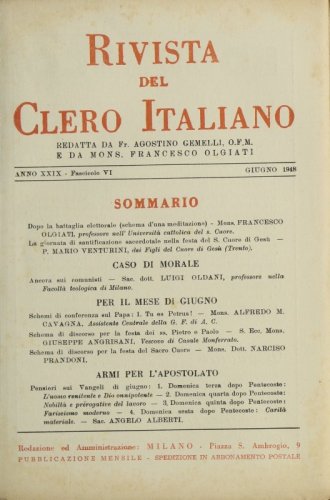 RIVISTA
DEL
CLERO ITALIANO
REDATTA DA Fr. AGOSTINO GEMELLI, O.F.M.
E DA MONS. FRANCESCO OLGIATI
ANNO XXIX - Fascicolo VI GIUGNO 1948
SOMMARIO
Dopo la battaglia elettorale (schema d'una meditazione) - Mons. FRANCESCO
OLGIATI, professore nell'Università cattolica del s. Cuore.
La giornata di santificazione sacerdotale nella festa del S. Cuore di Gesù —
P. MARIO VENTURINI, dei Figli del Cuore di Gesù (Trento).
CASO DI MORALE
Ancora sui comunisti — Sac. dott. LUIGI OLDANI, professore nella
Facoltà teologica di Milano.
PER IL MESE DI GIUGNO
Schemi di conferenza sul Papa: I. Tu es Petrus! — Mons. ALFREDO M.
CAVAGNA, Assistente Centrale della G. F. di A. C.
Schema di discorso per la festa dei ss. Pietro e Paolo — S. Ecc. Mons.
GIUSEPPE ANGRISANI, Vescovo di Casale Monferrato.
Schema di discorso per la festa del Sacro Cuore — Mons. Dott. NARCISO
PRANDONI.
ARMI PER L'APOSTOLATO
Pensieri sui Vangeli di giugno: 1. Domenica terza dopo Pentecoste:
L'uomo renitente e Dio onnipotente — 2. Domenica quarta dopo Pentecoste:
Nobiltà e prerogative del lavoro — 3. Domenica quinta dopo Pentecoste:
Fariseismo moderno — 4. Domenica sesta dopo Pentecoste: Carità
materiale. — Sac. ANGELO ALBERTI.
Redazione ed Amministrazione: MILANO - Piazza S. Ambrogio, 9
PUBBLICAZIONE MENSILE - SPEDIZIONE IN ABBONAMENTO POSTALE